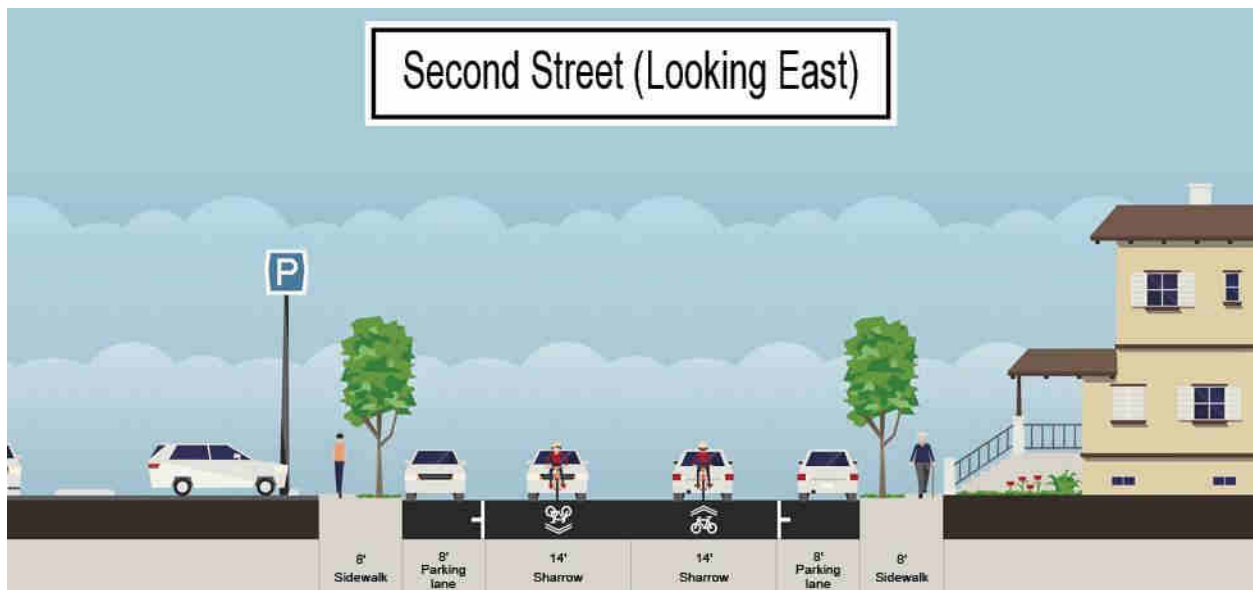 Second Street (Looking East)
P
8'
Sidewalk
8'
Parking
lane
14'
Sharrow
14'
Sharrow
8'
Parking
lane
8'
Sidewalk